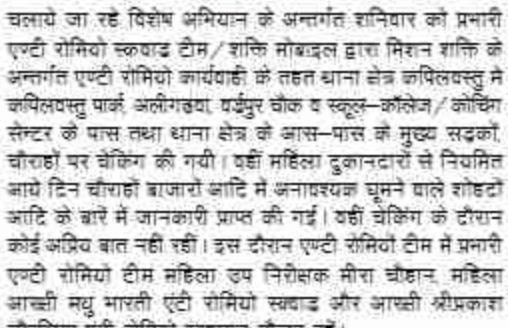 चलाये जा रहे विशेष अभियान के अन्तर्गत शनिवार को प्रभारी
एण्टी रोमियो स्कवाड टीम/शक्ति मोबाइल द्वारा मिशन शक्ति के
अन्तर्गत एण्टी रोमियो कार्यवाही के तहत थाना क्षेत्र कपिलवस्तु मे
कपिलवस्तु पार्क, अलीगढवा, बर्डपुर चौक व स्कूल–कॉलेज/कोचिंग
सेन्टर के पास तथा थाना क्षेत्र के आस–पास के मुख्य सड़कों,
चौराहों पर चेकिंग की गयी। वहीं महिला दुकानदारों से नियमित
आये दिन चौराहों बाजारों आदि में अनावश्यक घूमने वाले शोहदों
आदि के बारें में जानकारी प्राप्त की गई। वहीं चेकिंग के दौरान
कोई अप्रिय बात नहीं रहीं। इस दौरान एण्टी रोमियों टीम में प्रभारी
एण्टी रोमियो टीम महिला उप निरीक्षक मीरा चौहान, महिला
आरक्षी मधु भारती एंटी रोमियो स्क्वाड और आरक्षी श्रीप्रकाश